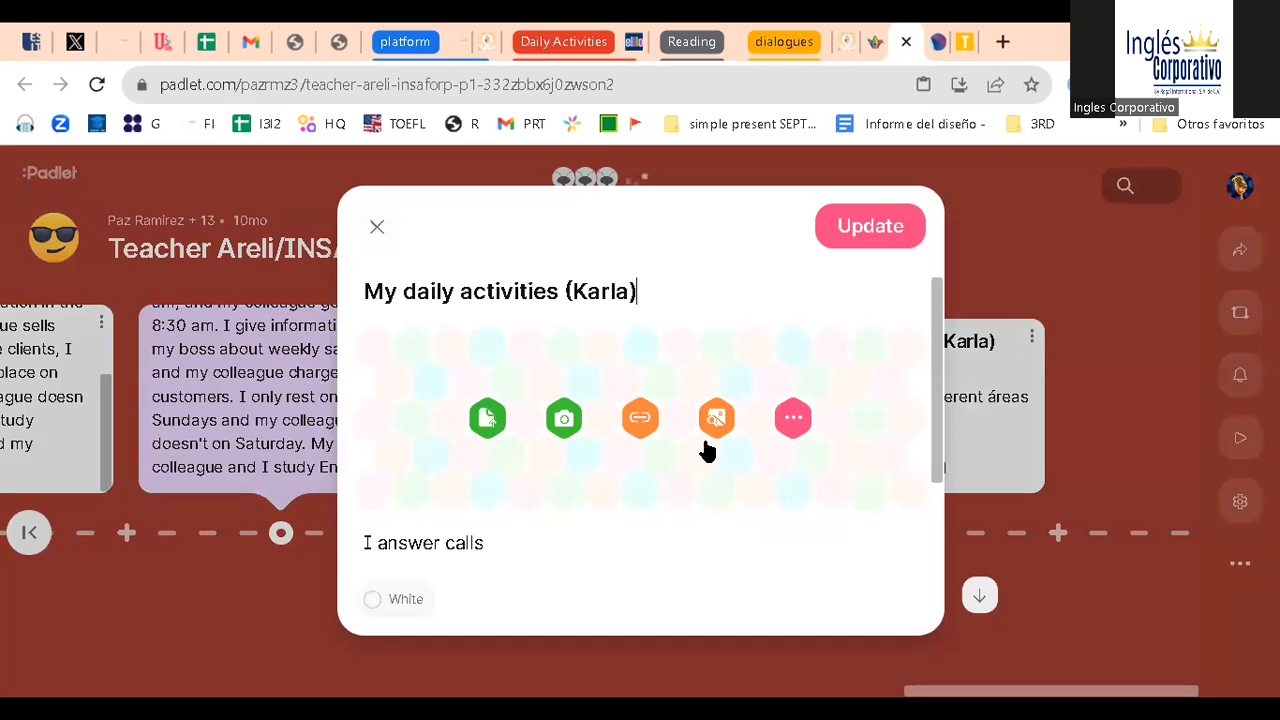 platform
Daily Activities
Reading
dialogues
Inglés
Corporativo
Ingles Corporativo
padlet.com/pazrmz3/teacher-areli-insaforp-p1-332zbbx6j0zwson2
G
FI
I3I2
HQ
TOEFL
R
PRT
simple present SEPT...
Informe del diseño -
3RD
»
Otros favoritos
:Padlet
Paz Ramirez + 13 • 10mo
Teacher Areli/INSA
ue sells
e clients, I
place on
ague doesn
tudy
d my
8:30 am. I give informati
my boss about weekly sa
and my colleague charge
customers. I only rest on
Sundays and my colleagu
doesn't on Saturday. My
colleague and I study En
Update
My daily activities (Karla)
I answer calls
White
Karla)
erent áreas